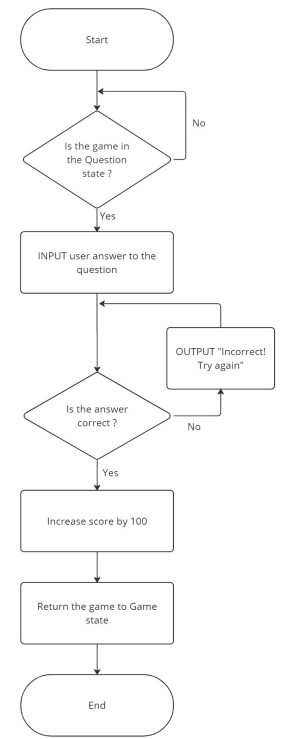 Start
No
Is the game in
the Question
state ?
Yes
INPUT user answer to the
question
OUTPUT "Incorrect!
Try again"
Is the answer
correct ?
No
Yes
Increase score by 100
Return the game to Game
state
End